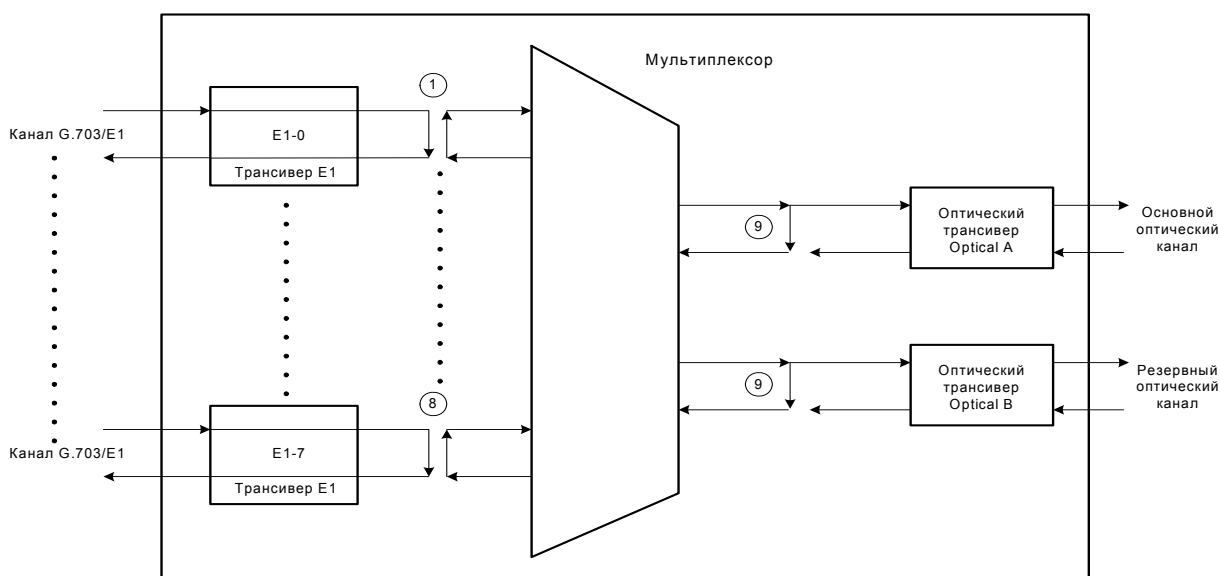 Мультиплексор
1
Канал G.703/E1
E1-0
Трансивер E1
9
Оптический
трансивер
Optical A
Основной
оптический
канал
9
Оптический
трансивер
Optical B
Резервный
оптический
канал
8
Канал G.703/E1
E1-7
Трансивер E1